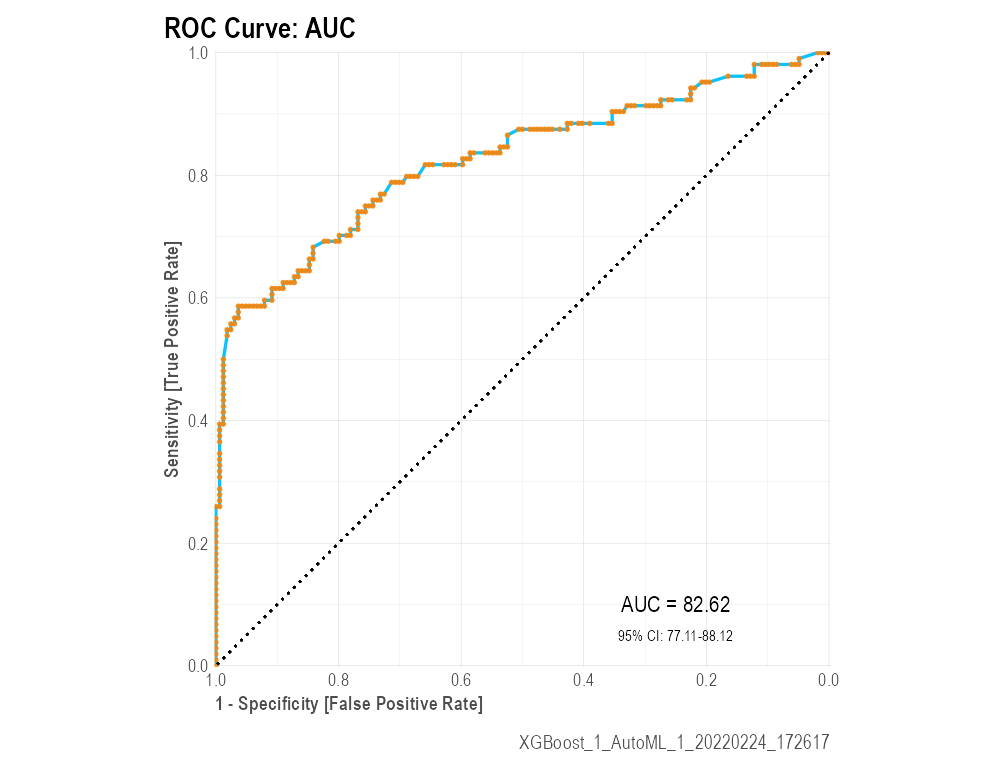 ROC Curve: AUC
1.0
0.8
0.6
0.4
0.2
0.0
Sensitivity [True Positive Rate]
AUC = 82.62
95% CI: 77.11-88.12
1.0 0.8 0.6 0.4 0.2 0.0
1 - Specificity [False Positive Rate]
XGBoost_1_AutoML_1_20220224_172617